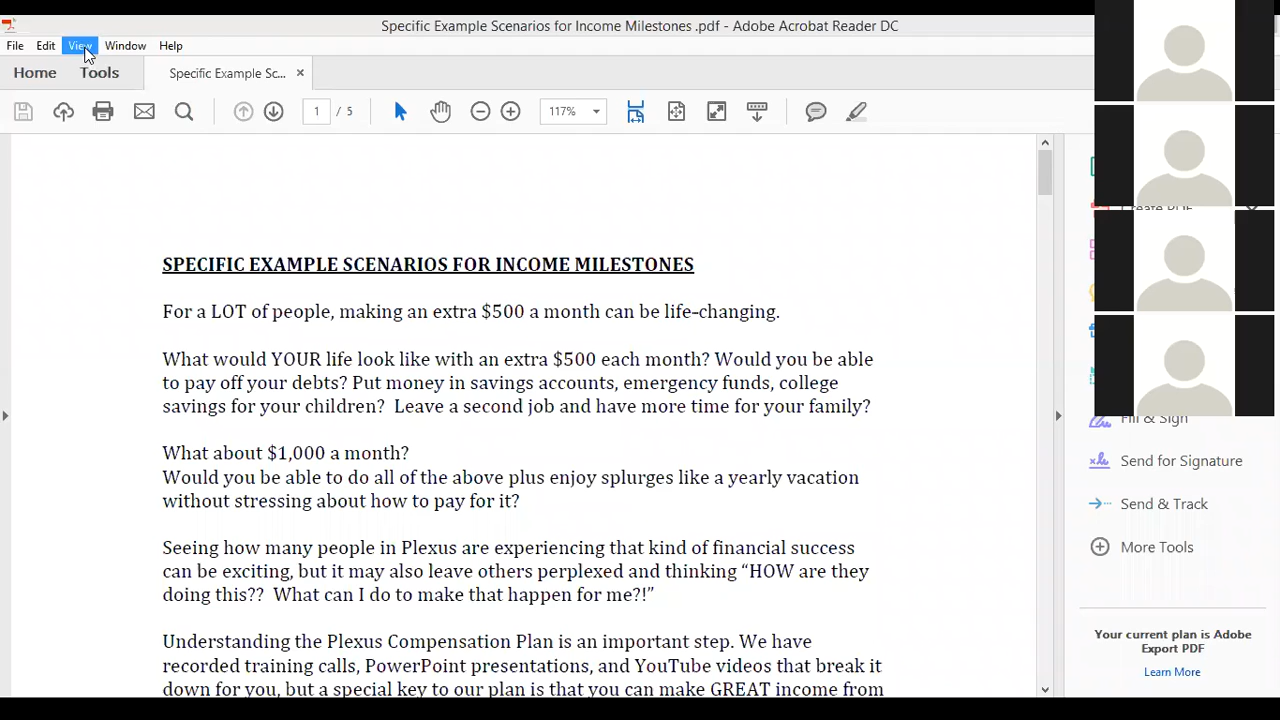 Specific Example Scenarios for Income Milestones .pdf - Adobe Acrobat Reader DC
File Edit View Window Help
Home Tools Specific Example Sc... ×
1 / 5 117%
SPECIFIC EXAMPLE SCENARIOS FOR INCOME MILESTONES
For a LOT of people, making an extra $500 a month can be life-changing.
What would YOUR life look like with an extra $500 each month? Would you be able
to pay off your debts? Put money in savings accounts, emergency funds, college
savings for your children?  Leave a second job and have more time for your family?
What about $1,000 a month?
Would you be able to do all of the above plus enjoy splurges like a yearly vacation
without stressing about how to pay for it?
Seeing how many people in Plexus are experiencing that kind of financial success
can be exciting, but it may also leave others perplexed and thinking “HOW are they
doing this??  What can I do to make that happen for me?!”
Understanding the Plexus Compensation Plan is an important step. We have
recorded training calls, PowerPoint presentations, and YouTube videos that break it
down for you, but a special key to our plan is that you can make GREAT income from
Create PDF
Fill & Sign
Send for Signature
Send & Track
More Tools
Your current plan is Adobe
Export PDF
Learn More